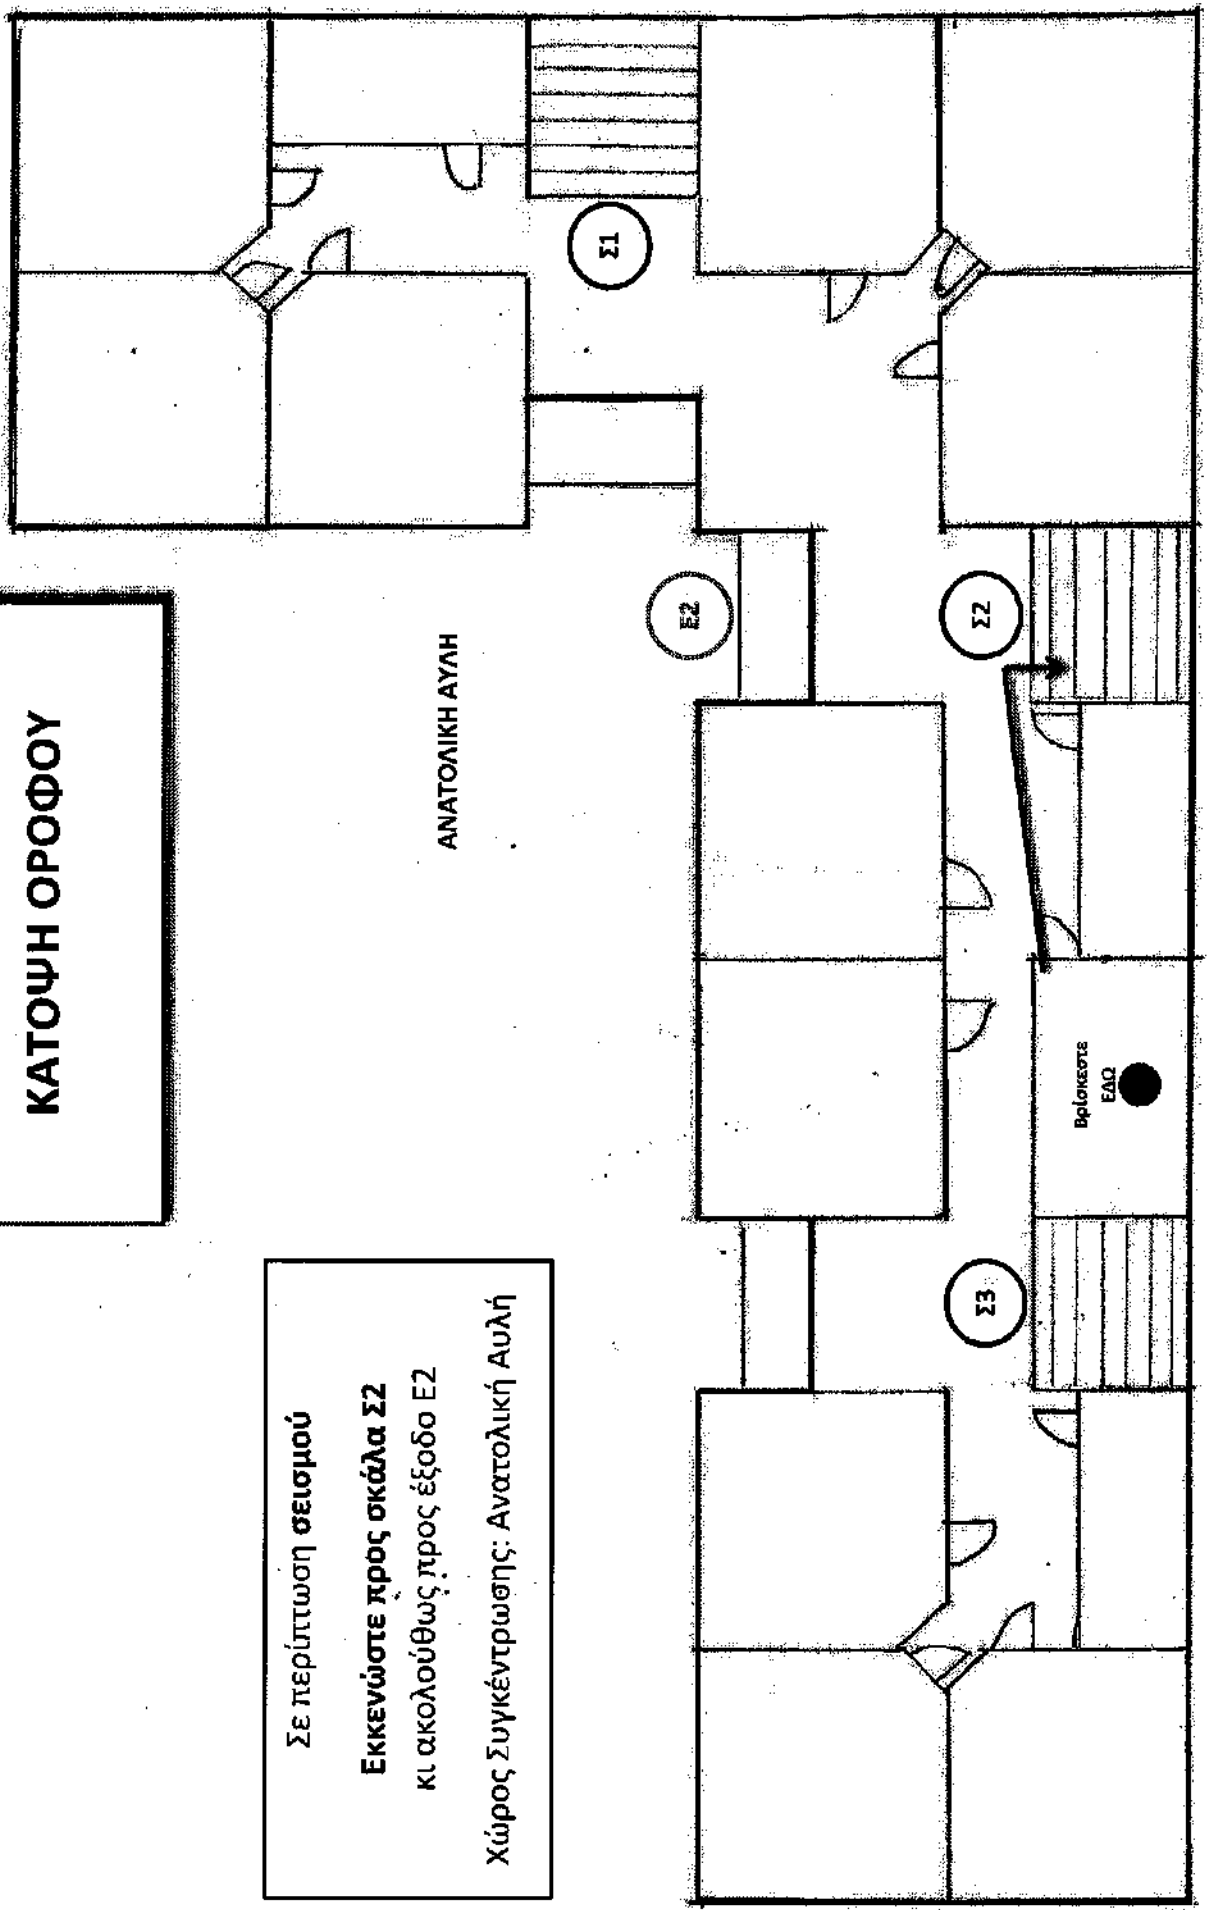 ΚΑΤΟΨΗ ΟΡΟΦΟΥ
Σε περίπτωση σεισμού
Εκκενώστε προς σκάλα Σ2
κι ακολούθως προς έξοδο Ε2
Χώρος Συγκέντρωσης: Ανατολική Αυλή
ΑΝΑΤΟΛΙΚΗ ΑΥΛΗ
Σ1
Ε2
Σ2
Σ3
Βρίσκεστε
ΕΔΩ